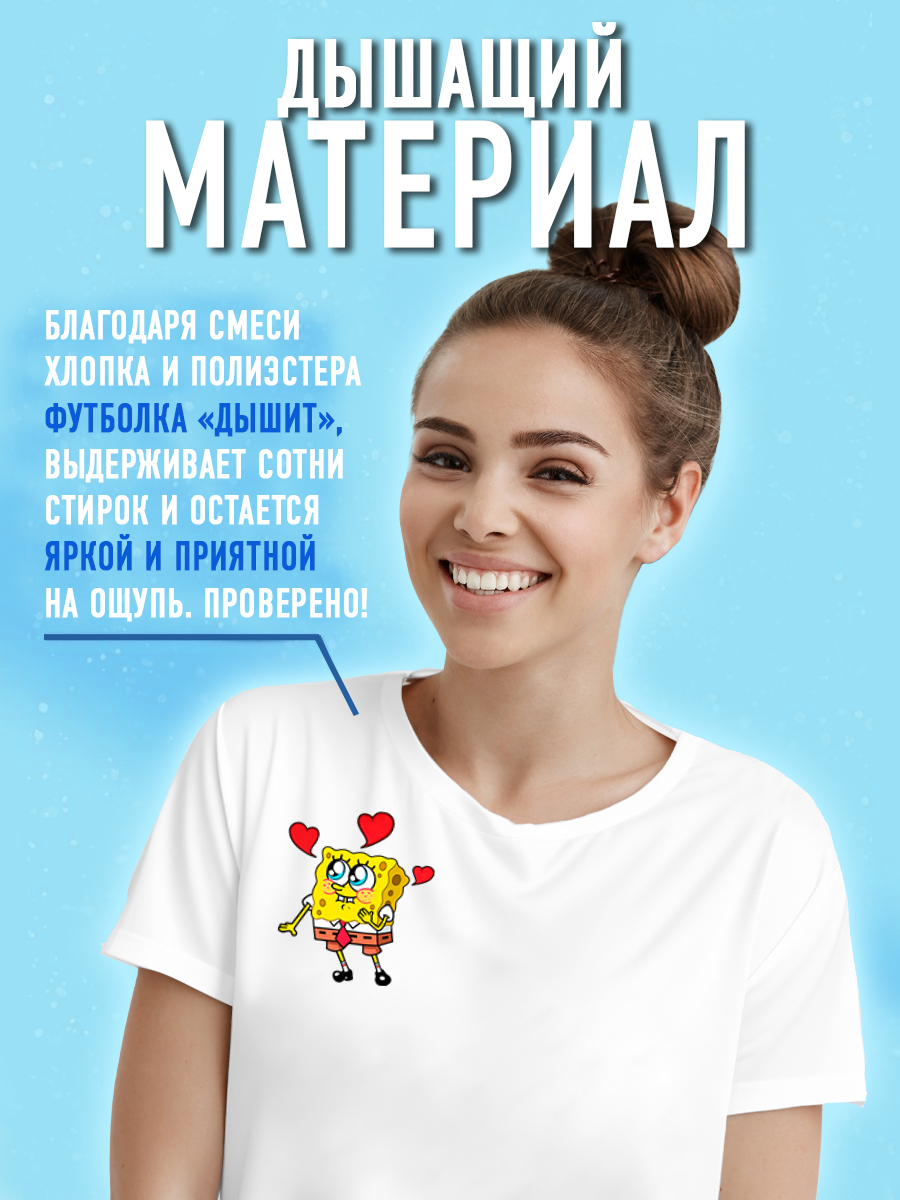 ДЫШАЩИЙ
МАТЕРИАЛ
БЛАГОДАРЯ СМЕСИ
ХЛОПКА И ПОЛИЭСТЕРА
ФУТБОЛКА «ДЫШИТ»,
ВЫДЕРЖИВАЕТ СОТНИ
СТИРОК И ОСТАЕТСЯ
ЯРКОЙ И ПРИЯТНОЙ
НА ОЩУПЬ. ПРОВЕРЕНО!